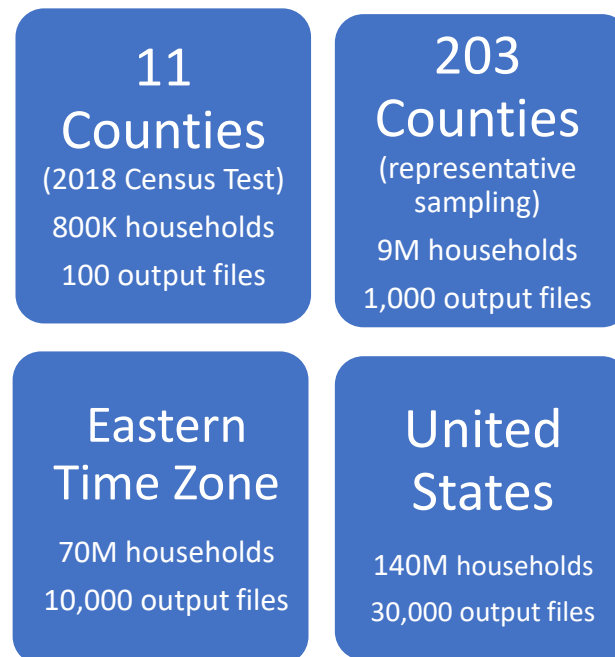 11
Counties
(2018 Census Test)
800K households
100 output files
203
Counties
(representative
sampling)
9M households
1,000 output files
Eastern
Time Zone
70M households
10,000 output files
United
States
140M households
30,000 output files